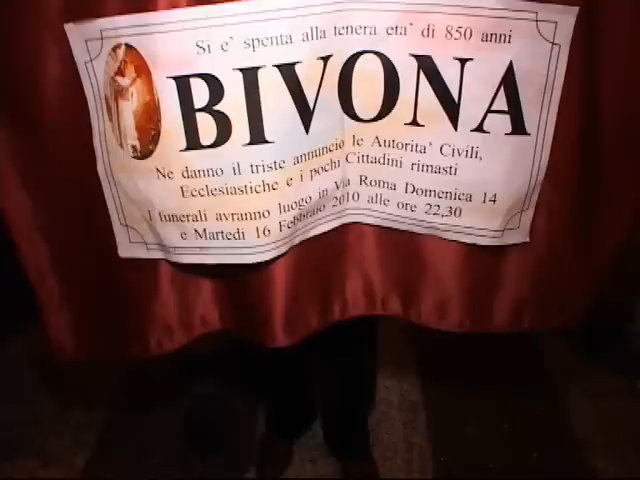 Si e' spenta alla tenera eta' di 850 anni
BIVONA
Ne danno il triste annuncio le Autorita' Civili,
Ecclesiastiche e i pochi Cittadini rimasti
I funerali avranno luogo in Via Roma Domenica 14
e Martedi 16 Febbraio 2010 alle ore 22,30